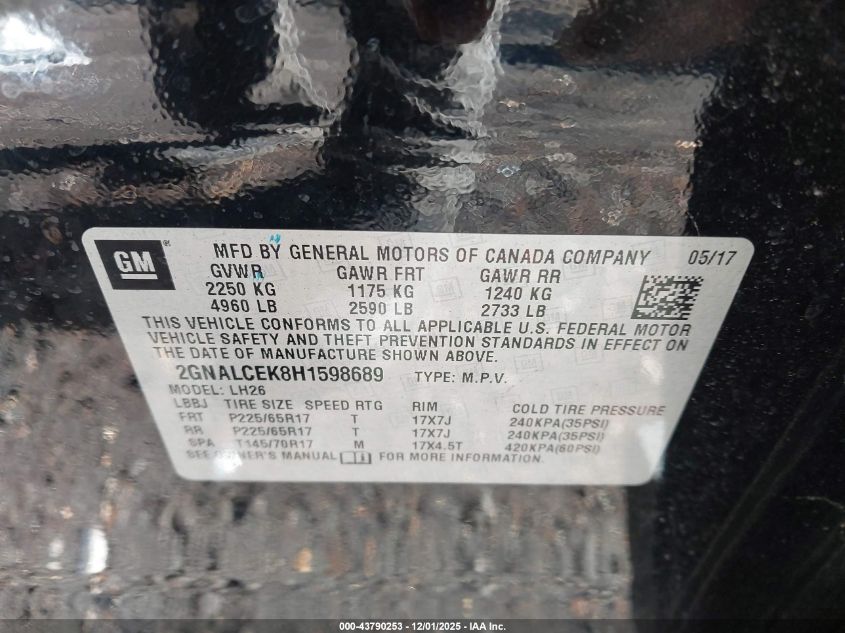 GM ® MFD BY GENERAL MOTORS OF CANADA COMPANY 05/17
GVWR GAWR FRT GAWR RR
2250 KG 1175 KG 1240 KG
4960 LB 2590 LB 2733 LB
THIS VEHICLE CONFORMS TO ALL APPLICABLE U.S. FEDERAL MOTOR
VEHICLE SAFETY AND THEFT PREVENTION STANDARDS IN EFFECT ON
THE DATE OF MANUFACTURE SHOWN ABOVE.
2GNALCEK8H1598689 TYPE: M.P.V.
MODEL: LH26
LBBJ TIRE SIZE SPEED RTG RIM COLD TIRE PRESSURE
FRT P225/65R17 T 17X7J 240KPA(35PSI)
RR P225/65R17 T 17X7J 240KPA(35PSI)
SPA T145/70R17 M 17X4.5T 420KPA(60PSI)
SEE OWNER'S MANUAL FOR MORE INFORMATION.
000-43790253 - 12/01/2025 - IAA Inc.